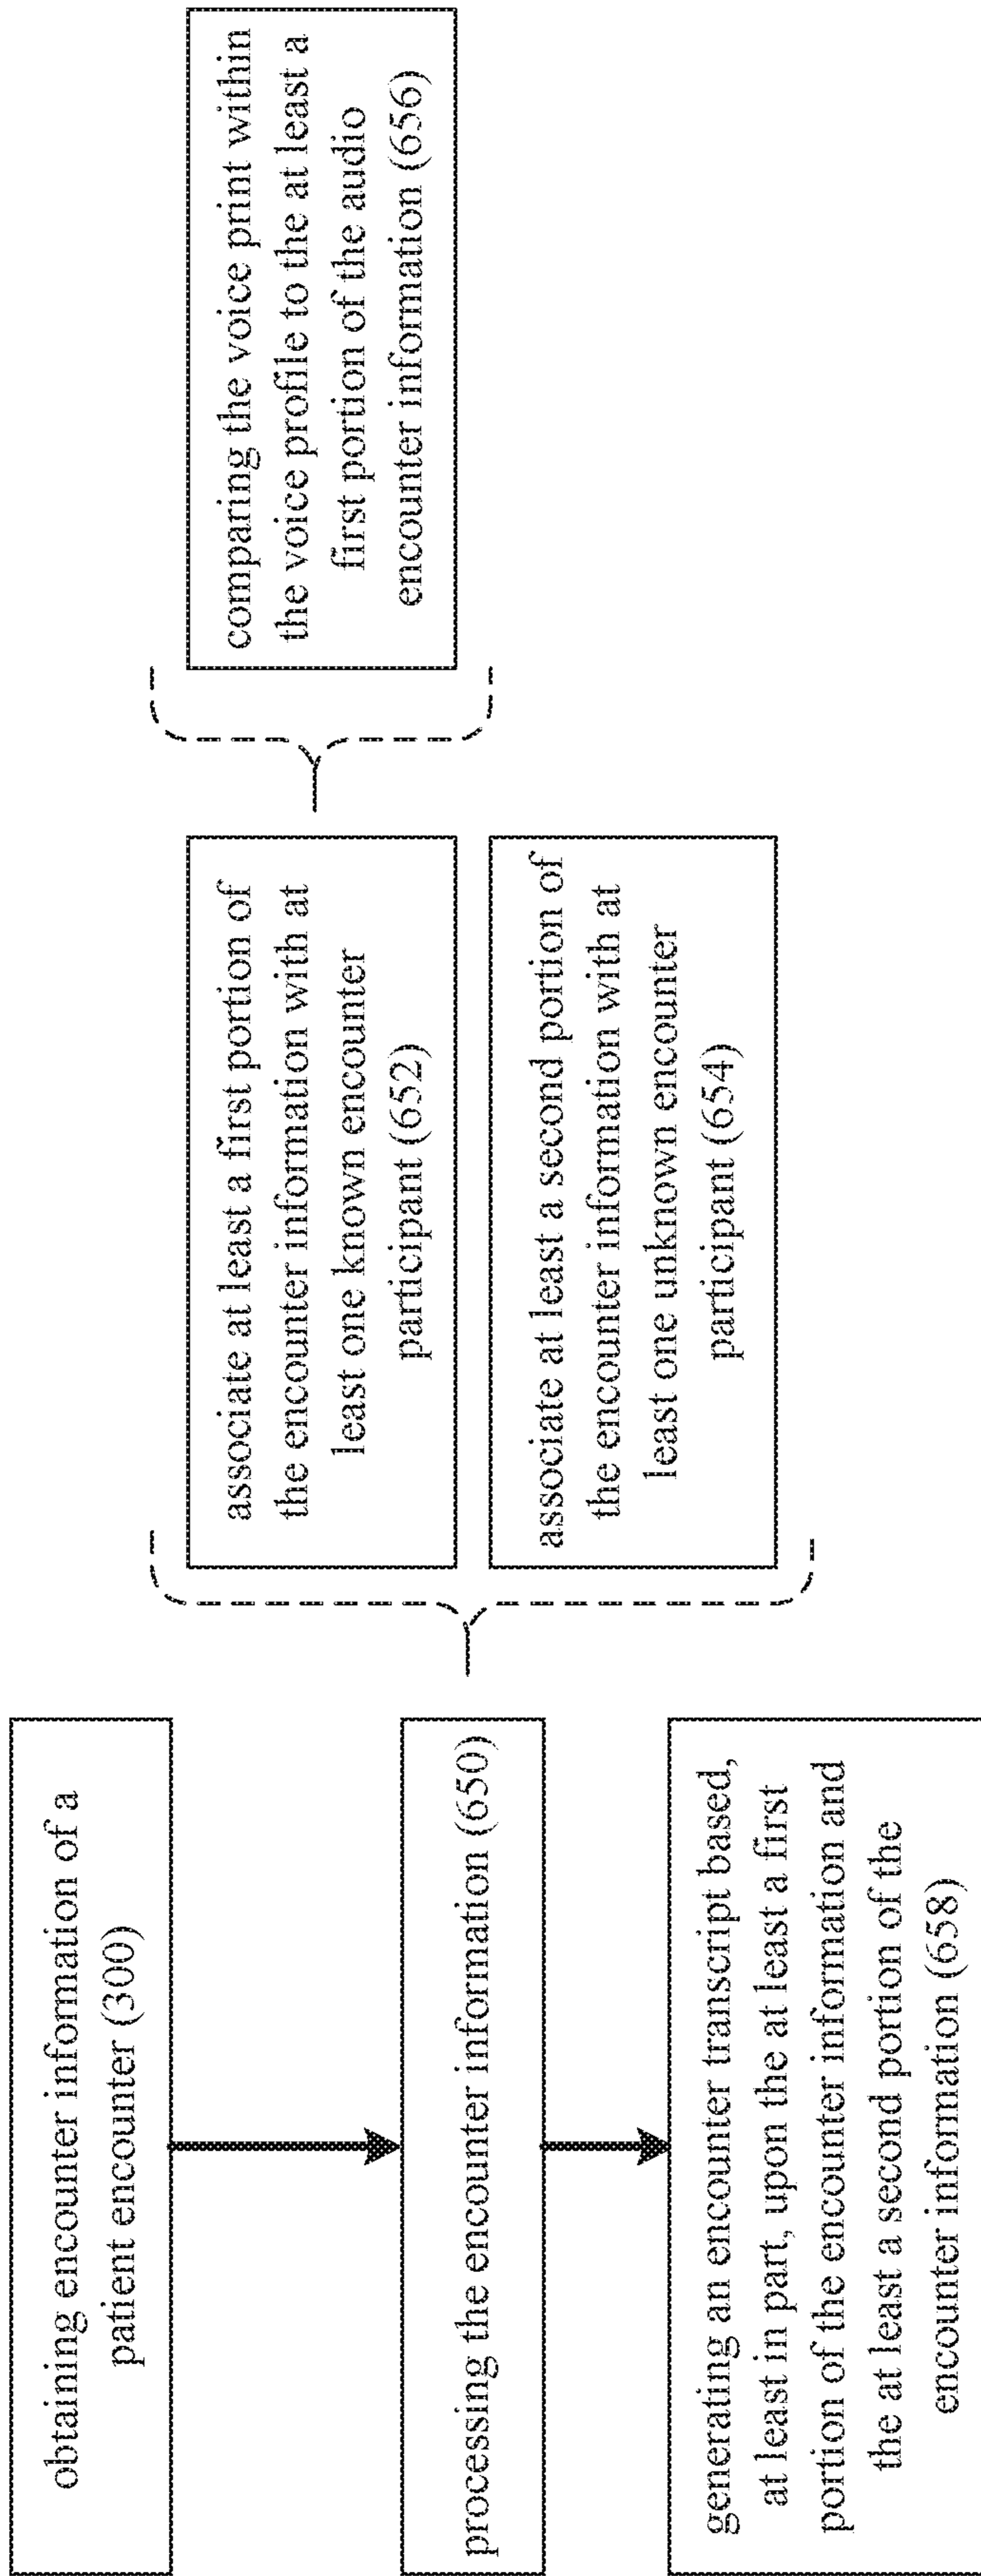 obtaining encounter information of a
patient encounter (300)
processing the encounter information (650)
generating an encounter transcript based,
at least in part, upon the at least a first
portion of the encounter information and
the at least a second portion of the
encounter information (658)
associate at least a first portion of
the encounter information with at
least one known encounter
participant (652)
associate at least a second portion of
the encounter information with at
least one unknown encounter
participant (654)
comparing the voice print within
the voice profile to the at least a
first portion of the audio
encounter information (656)